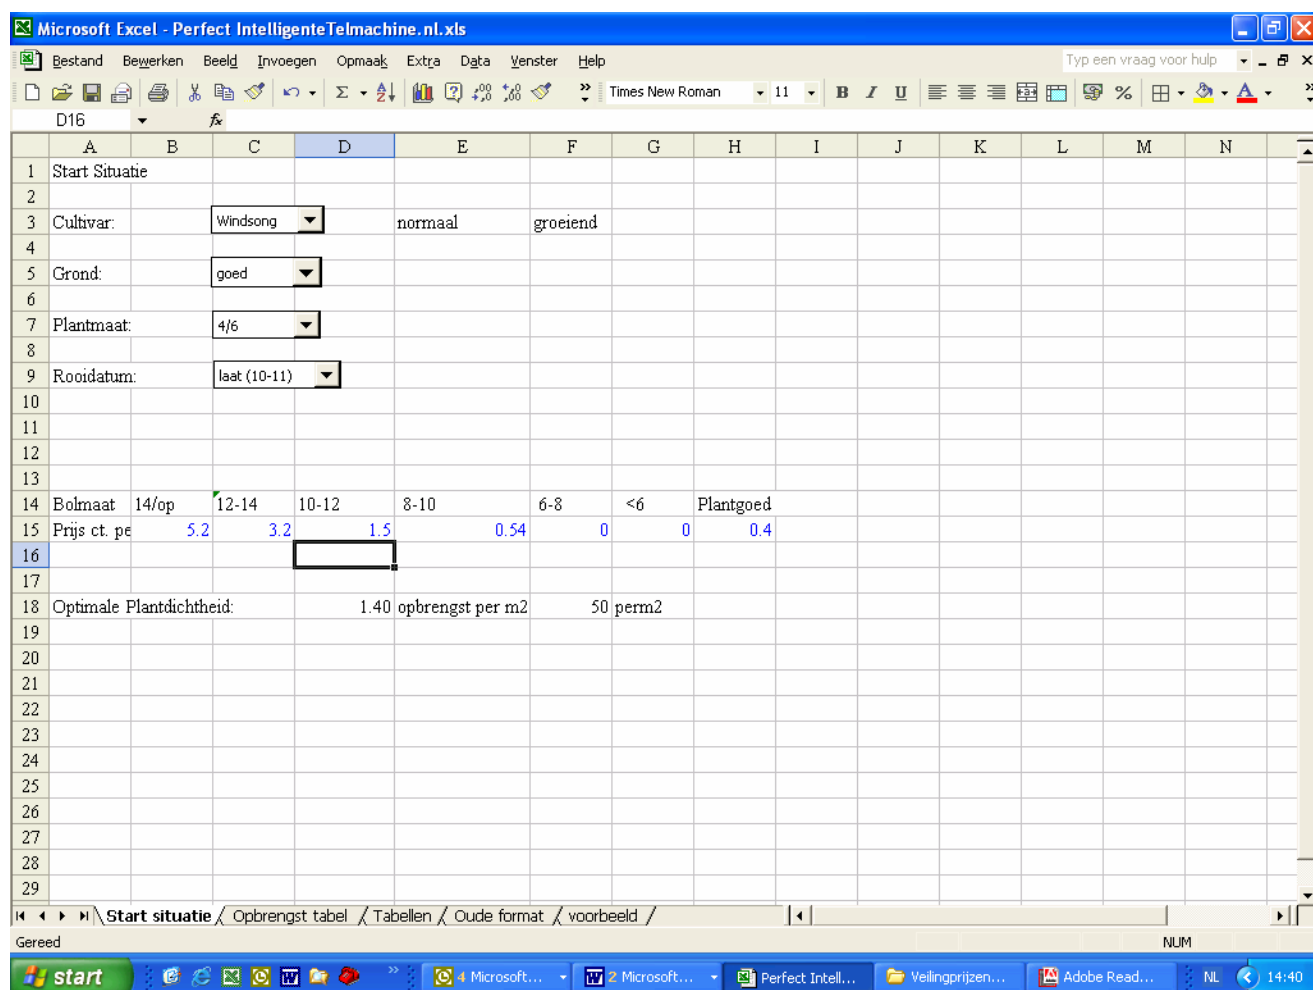 Microsoft Excel - Perfect IntelligenteTelmachine.nl.xls
Bestand Bewerken Beeld Invoegen Opmaak Extra Data Venster Help Typ een vraag voor hulp
Times New Roman 11 B I U
D16 fx
A B C D E F G H I J K L M N
1 Start Situatie
2
3 Cultivar: Windsong normaal groeiend
4
5 Grond: goed
6
7 Plantmaat: 4/6
8
9 Rooidatum: laat (10-11)
10
11
12
13
14 Bolmaat 14/op 12-14 10-12 8-10 6-8 <6 Plantgoed
15 Prijs ct. pe 5.2 3.2 1.5 0.54 0 0 0.4
16
17
18 Optimale Plantdichtheid: 1.40 opbrengst per m2 50 perm2
19
20
21
22
23
24
25
26
27
28
29
Start situatie / Opbrengst tabel / Tabellen / Oude format / voorbeeld /
Gereed NUM
start 4 Microsoft... 2 Microsoft... Perfect Intell... Veilingprijzen... Adobe Read... NL 14:40